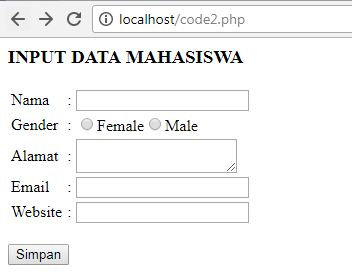 localhost/code2.php
INPUT DATA MAHASISWA
Nama :
Gender : Female Male
Alamat :
Email :
Website :
Simpan